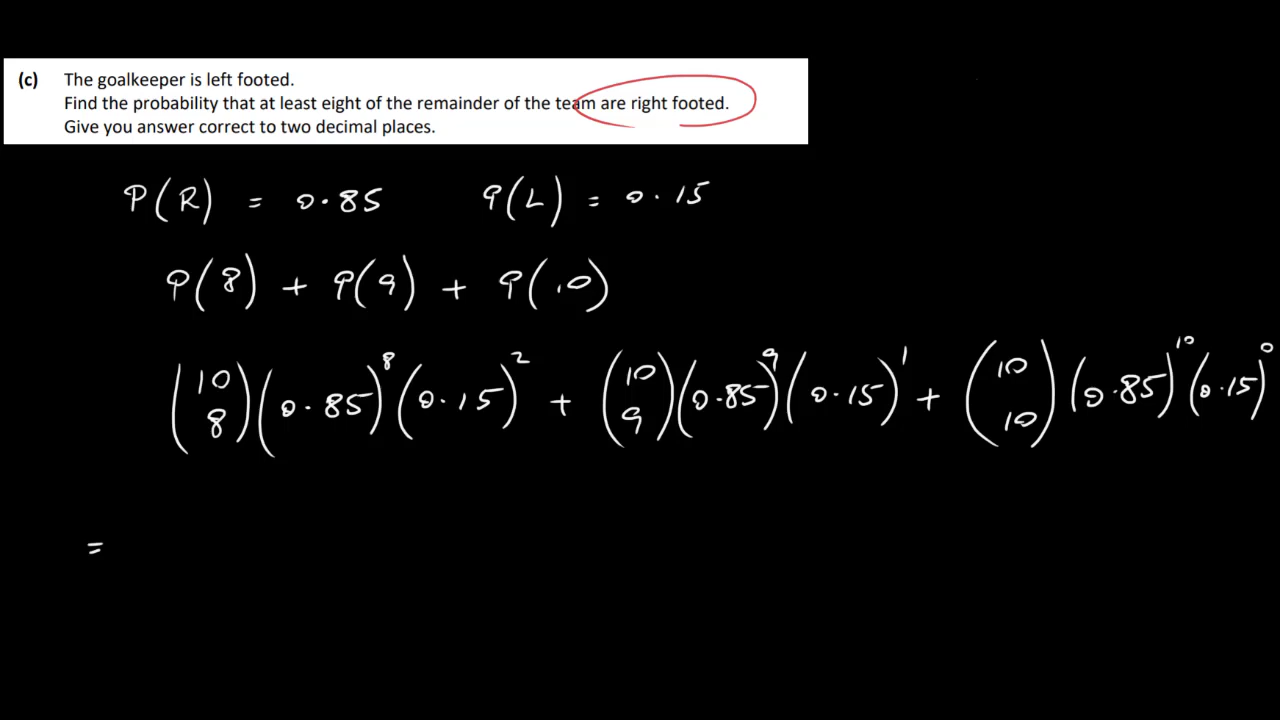 (c) The goalkeeper is left footed.
Find the probability that at least eight of the remainder of the team are right footed.
Give you answer correct to two decimal places.
P(R) = 0.85 P(L) = 0.15
P(8) + P(9) + P(10)
(10 8)(0.85)^8(0.15)^2 + (10 9)(0.85)^9(0.15)^1 + (10 10)(0.85)^10(0.15)^0
=